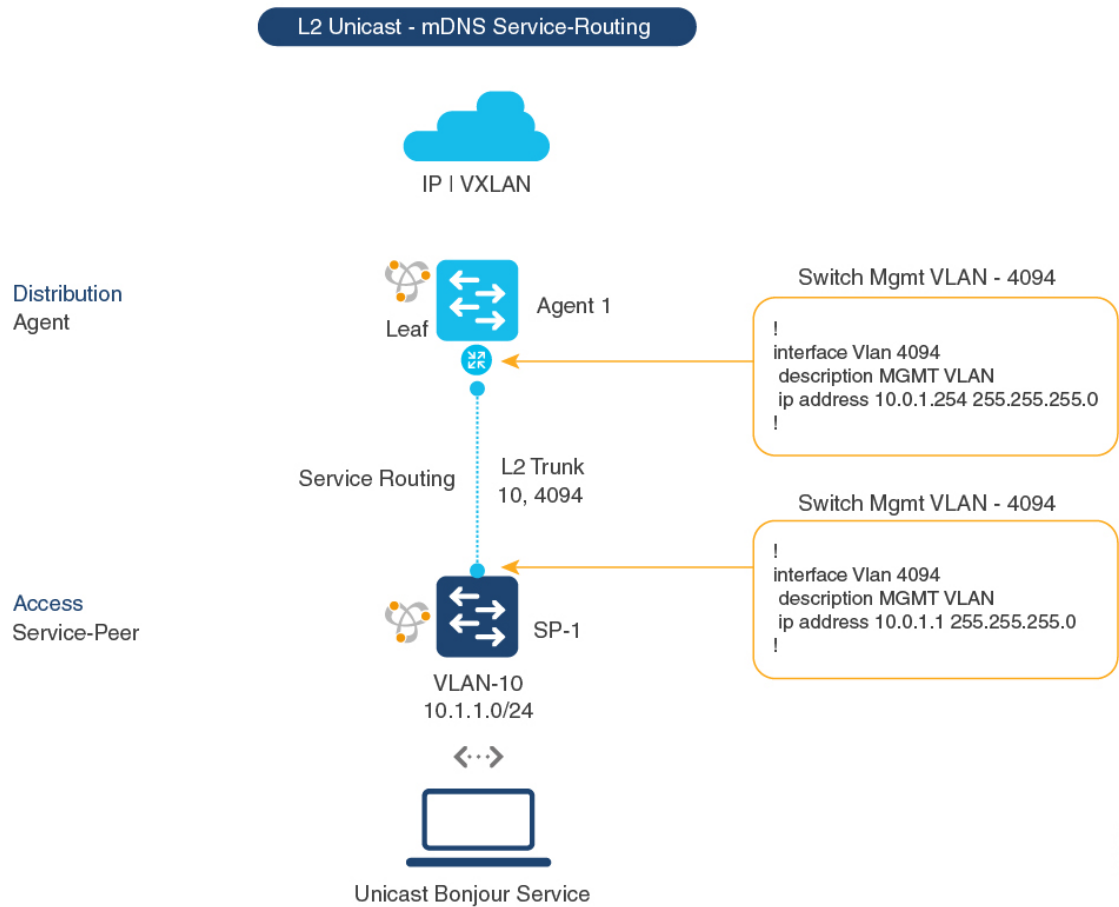 L2 Unicast - mDNS Service-Routing
IP | VXLAN
Distribution
Agent
Leaf
Agent 1
Switch Mgmt VLAN - 4094
!
interface Vlan 4094
description MGMT VLAN
ip address 10.0.1.254 255.255.255.0
!
Service Routing
L2 Trunk
10, 4094
Switch Mgmt VLAN - 4094
!
interface Vlan 4094
description MGMT VLAN
ip address 10.0.1.1 255.255.255.0
!
Access
Service-Peer
SP-1
VLAN-10
10.1.1.0/24
Unicast Bonjour Service